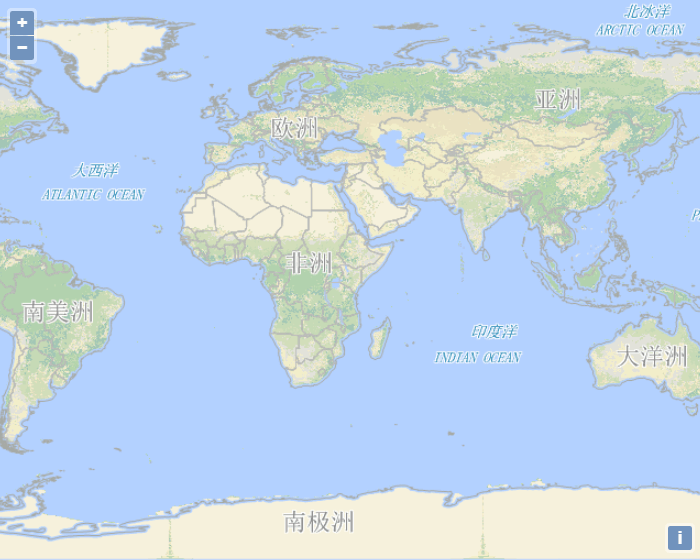 北冰洋
ARCTIC OCEAN
+
−
亚洲
欧洲
大西洋
ATLANTIC OCEAN
P
非洲
南美洲
印度洋
INDIAN OCEAN
大洋洲
南极洲
i